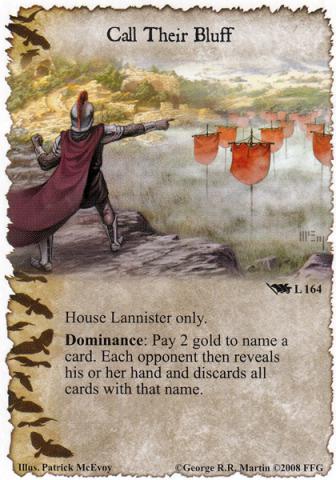 Call Their Bluff
L 164
House Lannister only.
Dominance: Pay 2 gold to name a
card. Each opponent then reveals
his or her hand and discards all
cards with that name.
Illus. Patrick McEvoy ©George R.R. Martin ©2008 FFG